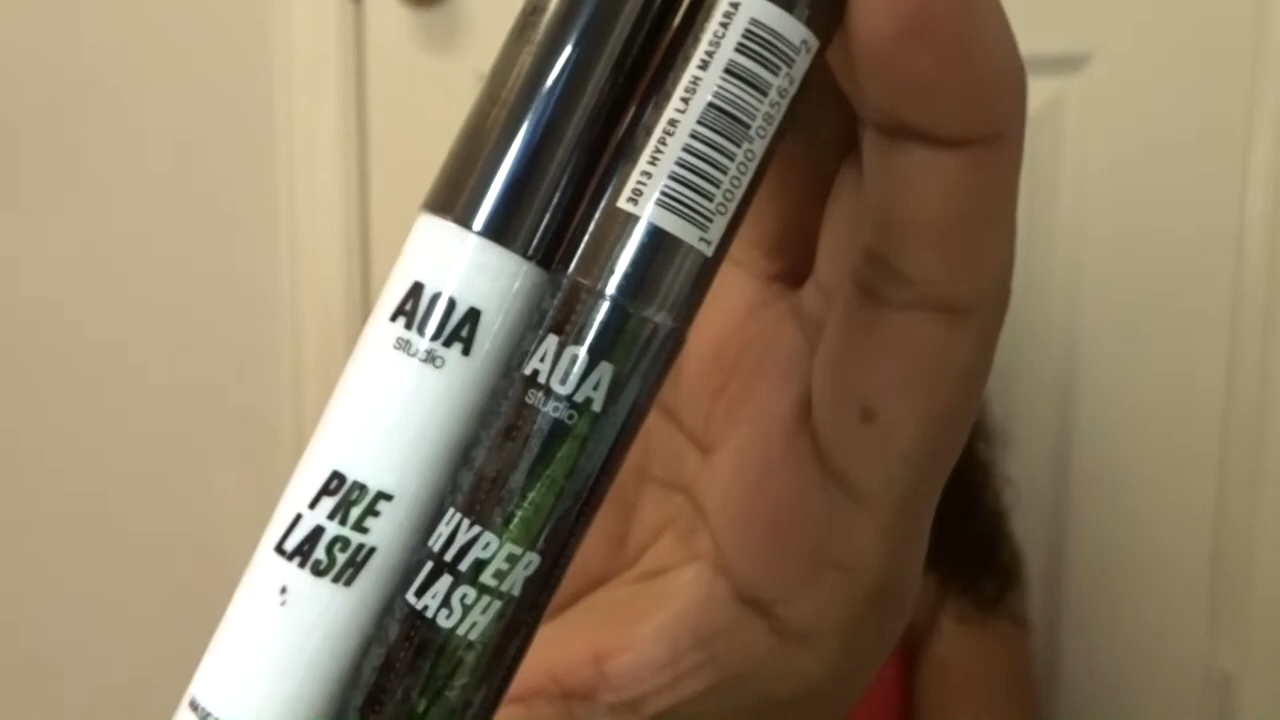 3013 HYPER LASH MASCARA
1 00000 08562 2
AOA
studio
PRE
LASH
AOA
studio
HYPER
LASH